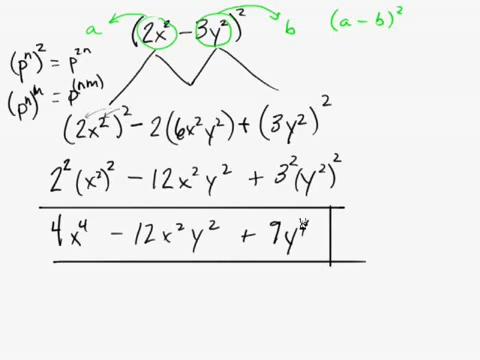 a (2x² - 3y²)² b (a - b)²
(pⁿ)² = p²ⁿ
(pⁿ)ᵐ = p⁽ⁿᵐ⁾
(2x²)² - 2(6x²y²) + (3y²)²
2²(x²)² - 12x²y² + 3²(y²)²
4x⁴ - 12x²y² + 9y⁴